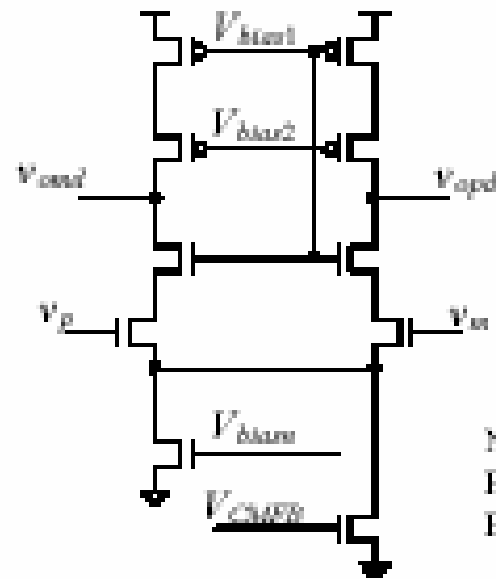 V_bias1
V_bias2
v_omd v_opd
v_p v_m
V_biasn
V_CMFB
N